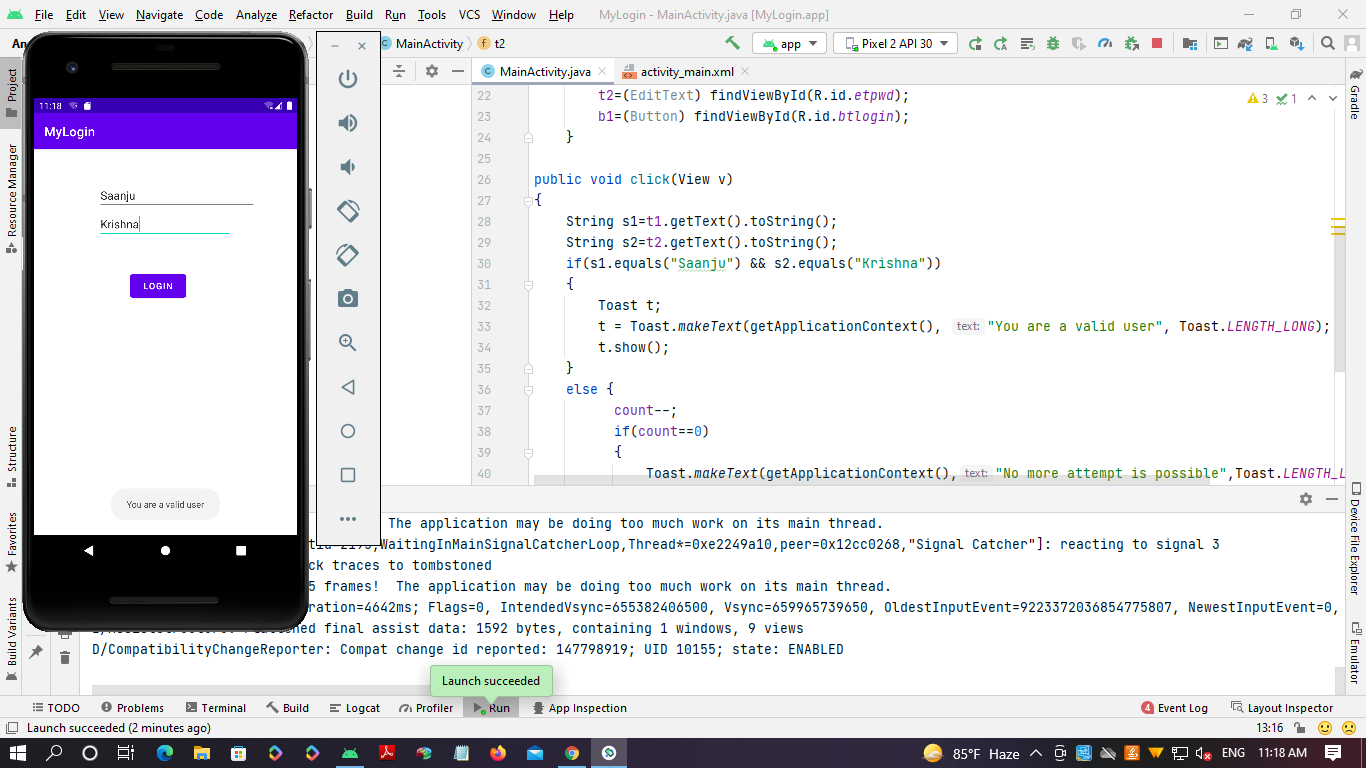 File Edit View Navigate Code Analyze Refactor Build Run Tools VCS Window Help MyLogin - MainActivity.java [MyLogin.app]
An MainActivity t2 app Pixel 2 API 30
MainActivity.java activity_main.xml
Project
Resource Manager
Structure
Favorites
Build Variants
11:18
MyLogin
Saanju
Krishna
LOGIN
You are a valid user
22 t2=(EditText) findViewById(R.id.etpwd);
23 b1=(Button) findViewById(R.id.btlogin);
24 }
25
26 public void click(View v)
27 {
28 String s1=t1.getText().toString();
29 String s2=t2.getText().toString();
30 if(s1.equals("Saanju") && s2.equals("Krishna"))
31 {
32 Toast t;
33 t = Toast.makeText(getApplicationContext(), text: "You are a valid user", Toast.LENGTH_LONG);
34 t.show();
35 }
36 else {
37 count--;
38 if(count==0)
39 {
40 Toast.makeText(getApplicationContext(), text: "No more attempt is possible",Toast.LENGTH_L
3 1
Gradle
Device File Explorer
Emulator
The application may be doing too much work on its main thread.
WaitingInMainSignalCatcherLoop,Thread*=0xe2249a10,peer=0x12cc0268,"Signal Catcher"]: reacting to signal 3
ck traces to tombstoned
5 frames! The application may be doing too much work on its main thread.
ration=4642ms; Flags=0, IntendedVsync=655382406500, Vsync=659965739650, OldestInputEvent=9223372036854775807, NewestInputEvent=0,
d final assist data: 1592 bytes, containing 1 windows, 9 views
D/CompatibilityChangeReporter: Compat change id reported: 147798919; UID 10155; state: ENABLED
Launch succeeded
TODO Problems Terminal Build Logcat Profiler Run App Inspection 4 Event Log Layout Inspector
Launch succeeded (2 minutes ago) 13:16
85°F Haze ENG 11:18 AM